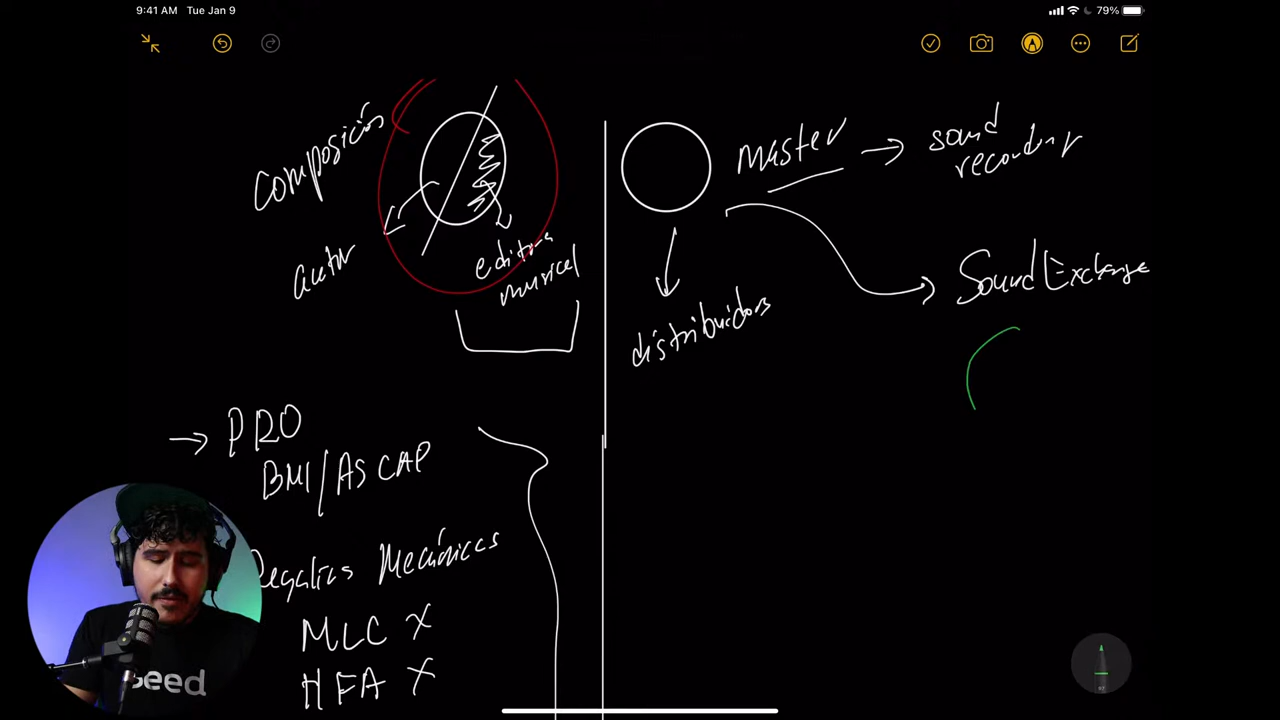 9:41 AM Tue Jan 9
79%
composición
autor
editora
musical
master → sound
recording
SoundExchange
distribuidora
→ PRO
BMI/ASCAP
Regalías Mecánicas
MLC X
HFA X
seed